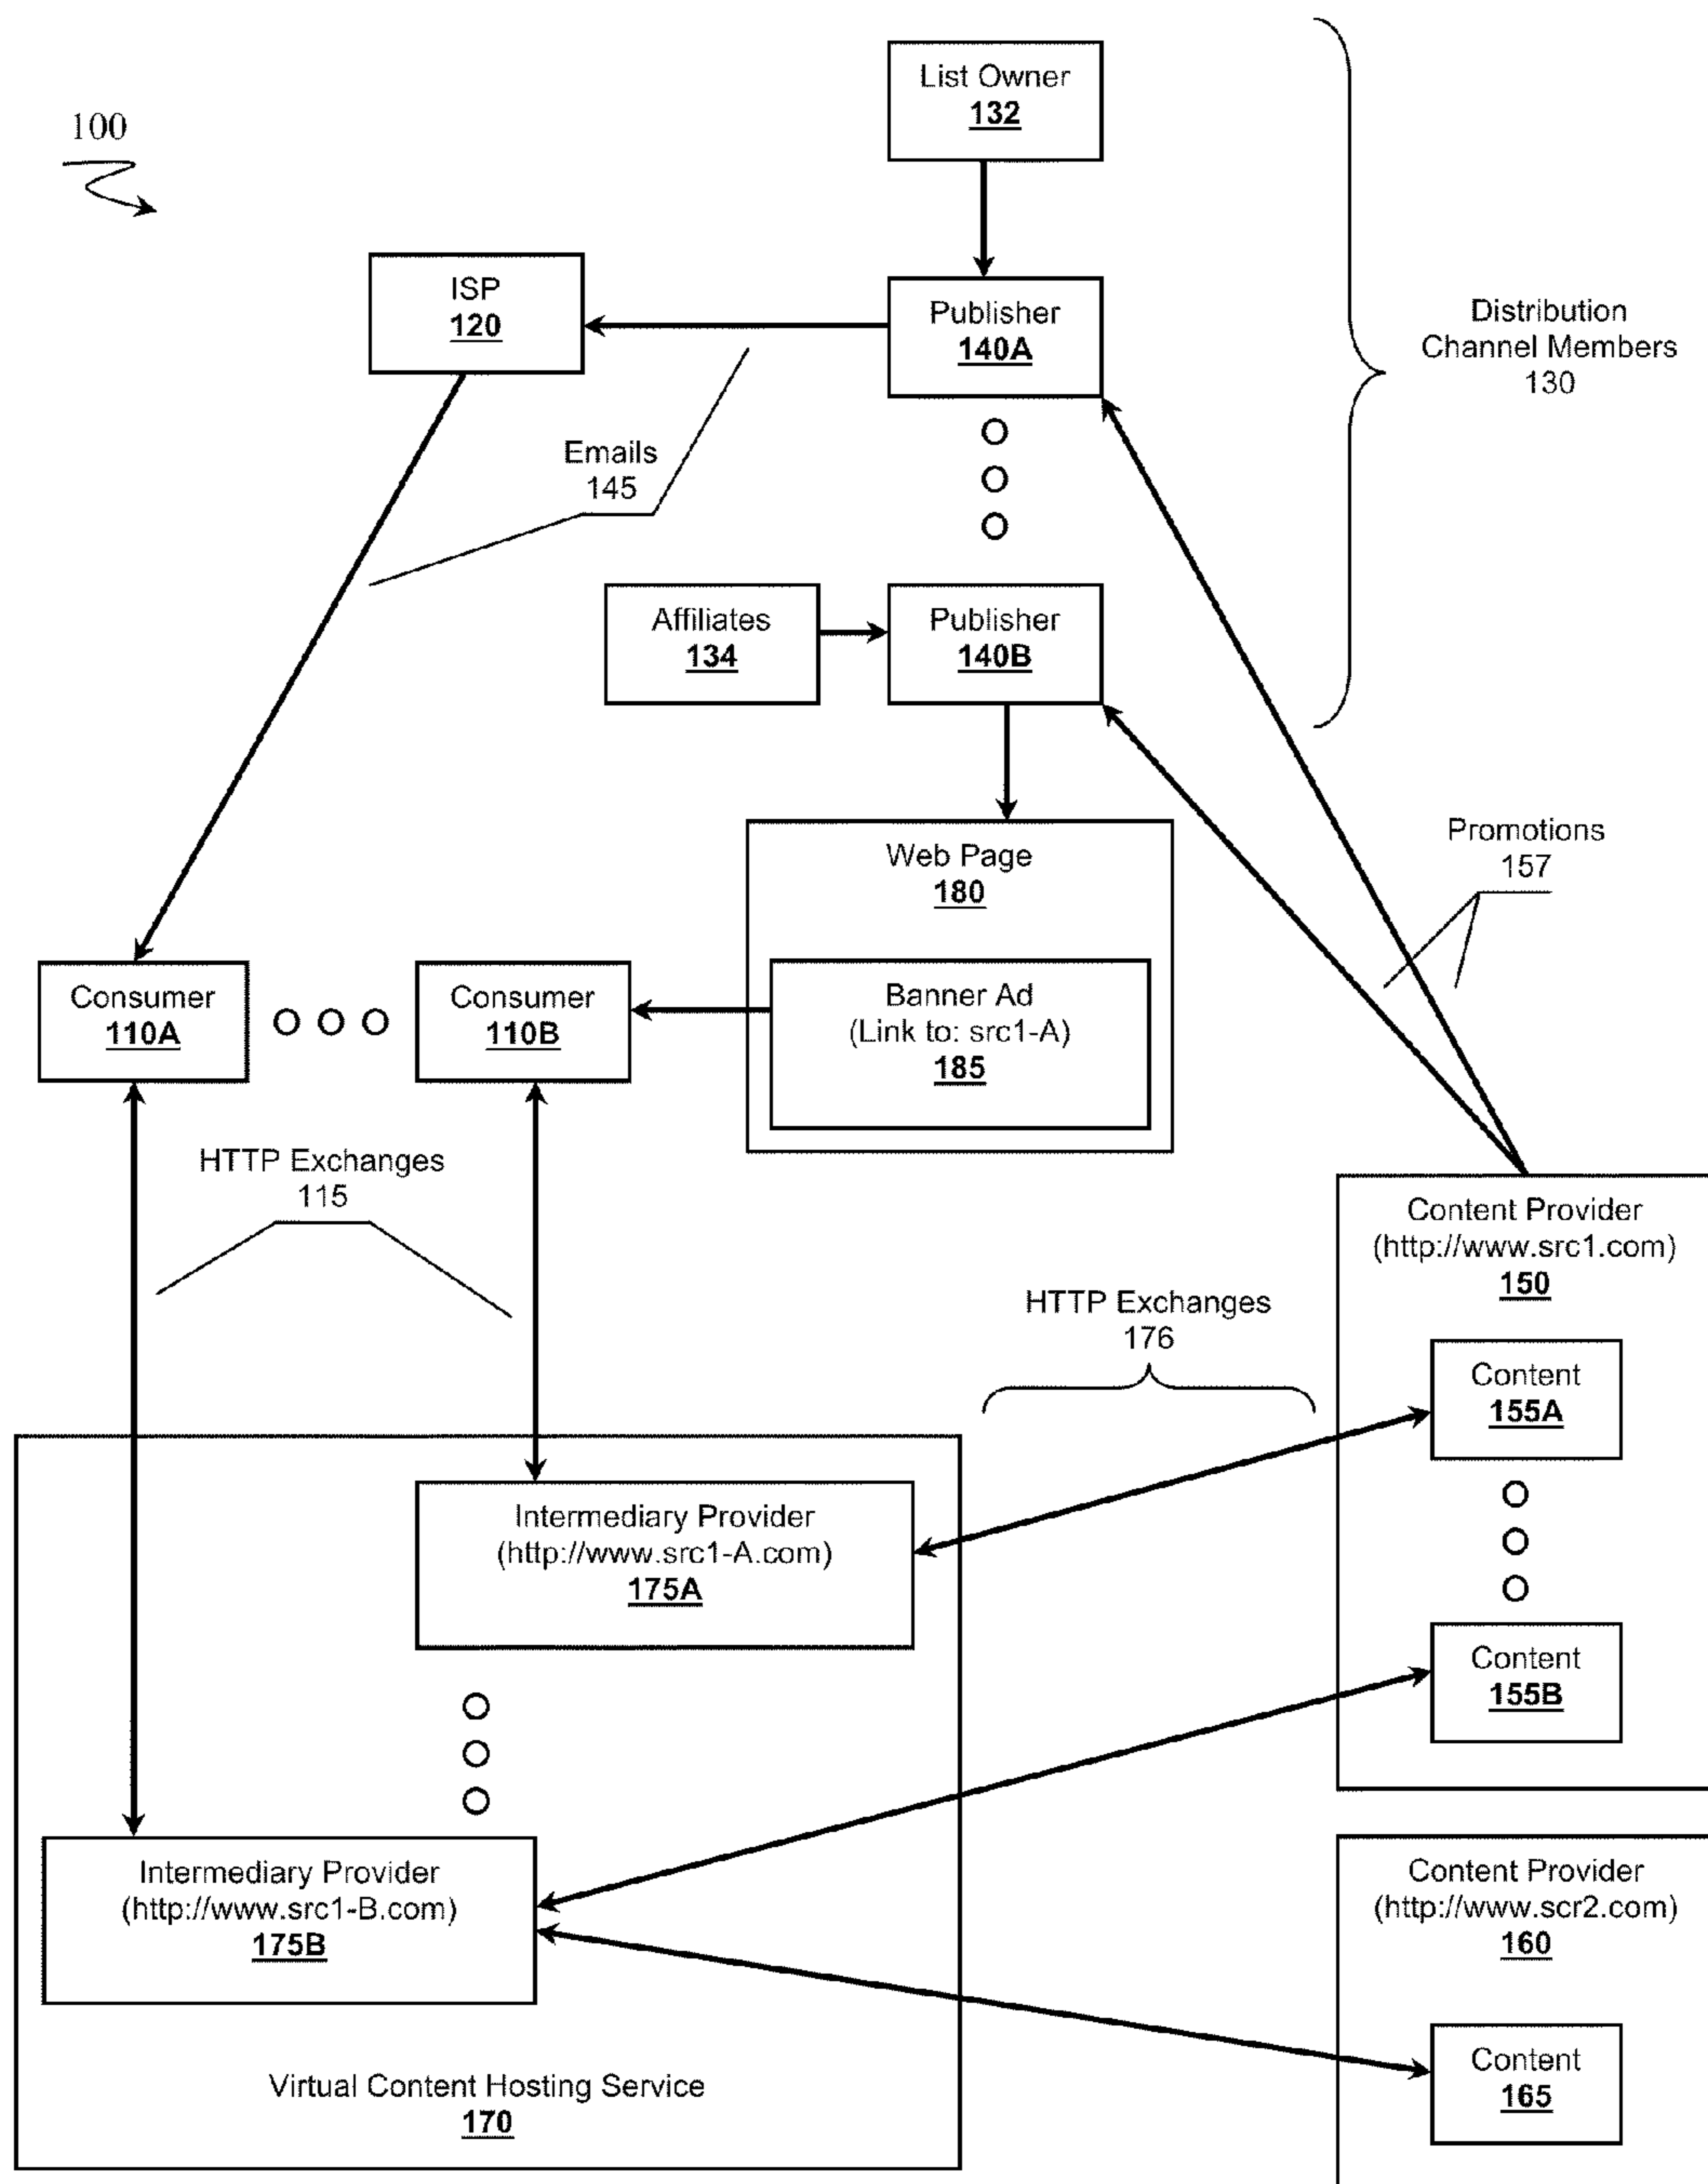 100
List Owner
132
ISP
120
Publisher
140A
Distribution
Channel Members
130
Emails
145
Affiliates
134
Publisher
140B
Web Page
180
Promotions
157
Consumer
110A
Consumer
110B
Banner Ad
(Link to: src1-A)
185
HTTP Exchanges
115
Content Provider
(http://www.src1.com)
150
HTTP Exchanges
176
Content
155A
Intermediary Provider
(http://www.src1-A.com)
175A
Content
155B
Intermediary Provider
(http://www.src1-B.com)
175B
Content Provider
(http://www.scr2.com)
160
Content
165
Virtual Content Hosting Service
170